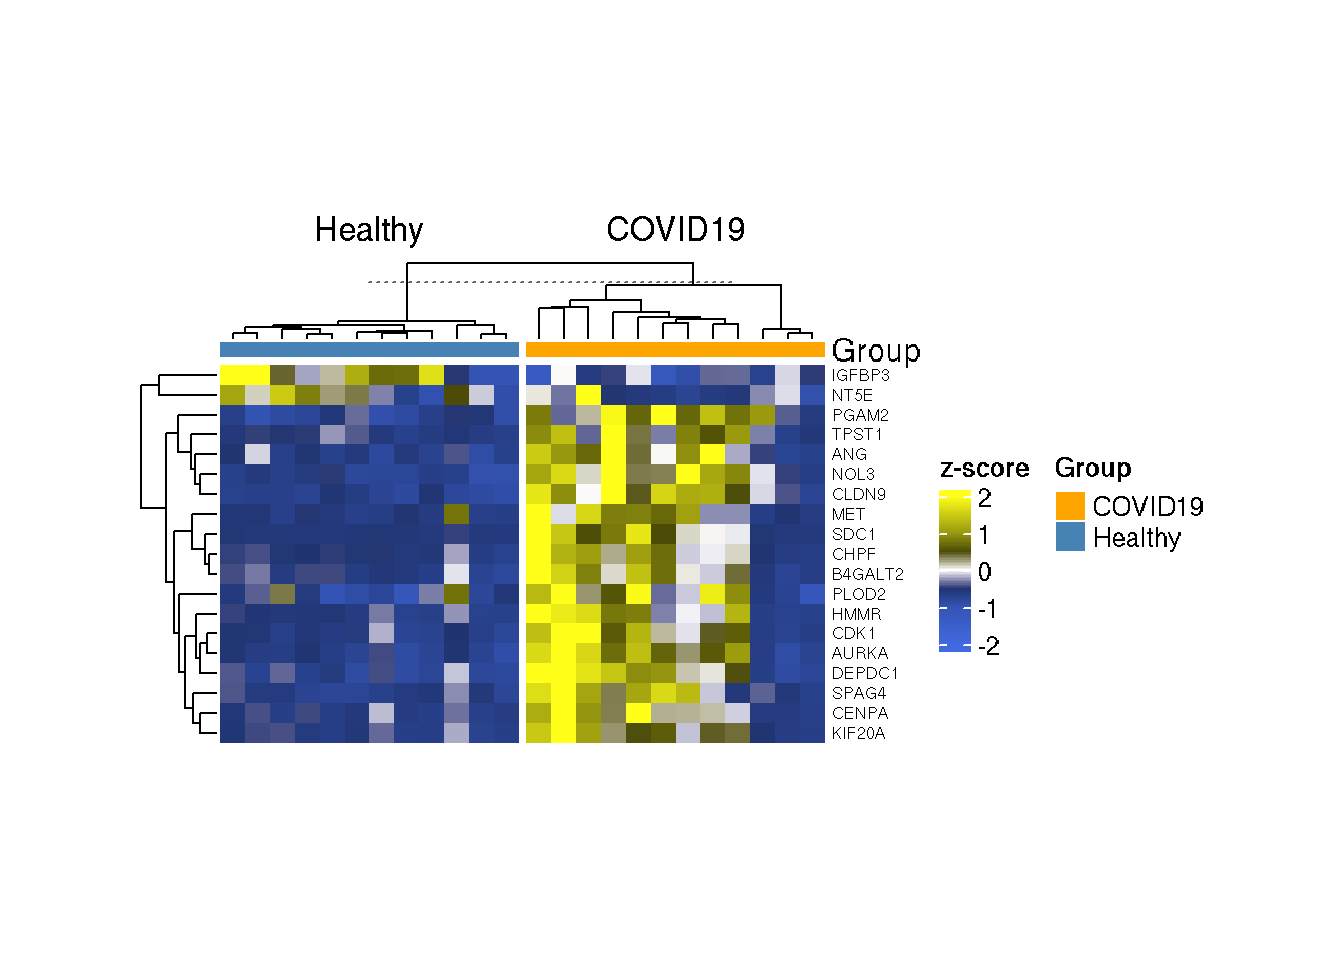 Healthy
COVID19
Group
IGFBP3
NT5E
PGAM2
TPST1
ANG
NOL3
CLDN9
MET
SDC1
CHPF
B4GALT2
PLOD2
HMMR
CDK1
AURKA
DEPDC1
SPAG4
CENPA
KIF20A
z-score
2
1
0
-1
-2
Group
COVID19
Healthy